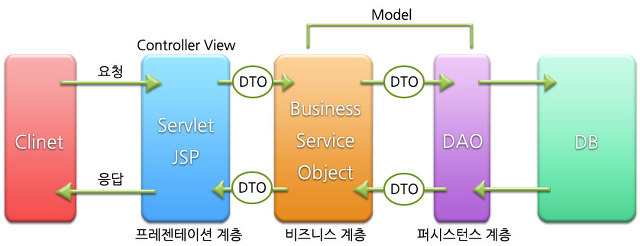 Model
Controller View
요청
DTO
DTO
Clinet
Servlet
JSP
Business
Service
Object
DAO
DB
응답
DTO
DTO
프레젠테이션 계층
비즈니스 계층
퍼시스턴스 계층